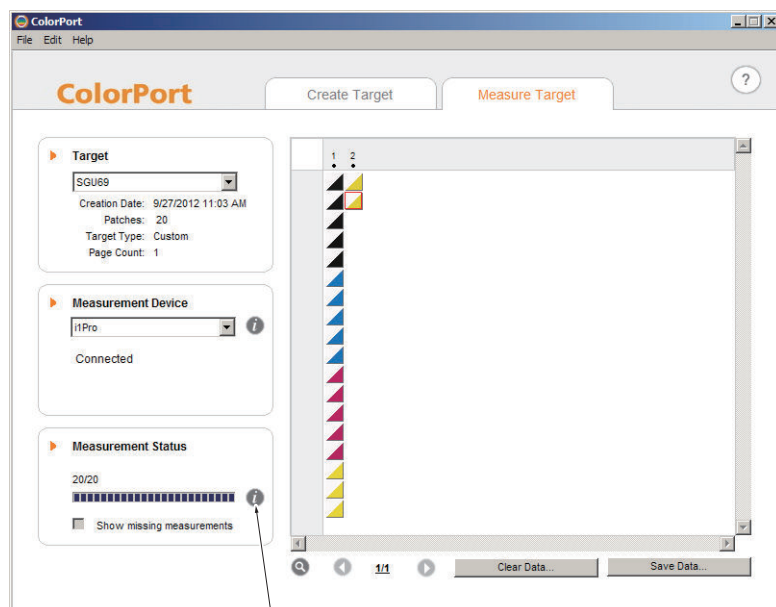 ColorPort
File Edit Help
ColorPort
Create Target
Measure Target
?
Target
SGU69
Creation Date: 9/27/2012 11:03 AM
Patches: 20
Target Type: Custom
Page Count: 1
Measurement Device
i1Pro
i
Connected
Measurement Status
20/20
i
Show missing measurements
1 2
1/1
Clear Data...
Save Data...